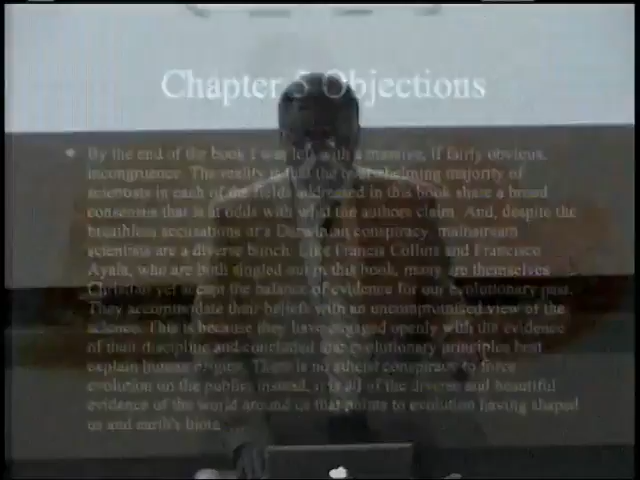 Chapter 5 Objections
By the end of the book I was left with a massive, if fairly obvious,
incongruence. The reality is that the overwhelming majority of
scientists in each of the fields addressed in this book share a broad
consensus that is at odds with what the authors claim. And, despite the
breathless accusations of a Darwinian conspiracy, mainstream
scientists are a diverse bunch. Like Francis Collins and Francisco
Ayala, who are both singled out in this book, many are themselves
Christian yet accept the balance of evidence for our evolutionary past.
They accommodate their beliefs with an uncompromised view of the
science. This is because they have engaged openly with the evidence
of their discipline and concluded that evolutionary principles best
explain human origins. There is no atheist conspiracy to force
evolution on the public; instead, it is all of the diverse and beautiful
evidence of the world around us that points to evolution having shaped
us and earth's biota.